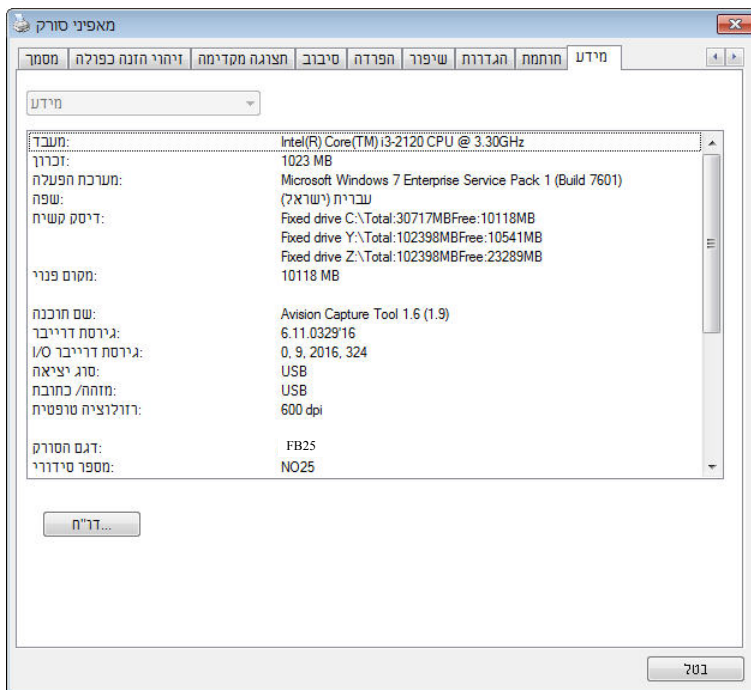 מאפייני סורק
מסמך
זיהוי הזנה כפולה
תצוגה מקדימה
סיבוב
הפרדה
שיפור
הגדרות
חותמת
מידע
מידע
מעבד: Intel(R) Core(TM) i3-2120 CPU @ 3.30GHz
זכרון: 1023 MB
מערכת הפעלה: Microsoft Windows 7 Enterprise Service Pack 1 (Build 7601)
שפה: עברית (ישראל)
דיסק קשיח: Fixed drive C:\Total:30717MBFree:10118MB
Fixed drive Y:\Total:102398MBFree:10541MB
Fixed drive Z:\Total:102398MBFree:23289MB
מקום פנוי: 10118 MB
שם תוכנה: Avision Capture Tool 1.6 (1.9)
גירסת דרייבר: 6.11.0329'16
גירסת דרייבר I/O: 0, 9, 2016, 324
סוג יציאה: USB
מזהה/ כתובת: USB
רזולוציה טופטית: 600 dpi
דגם הסורק: FB25
מספר סידורי: NO25
דו"ח...
בטל